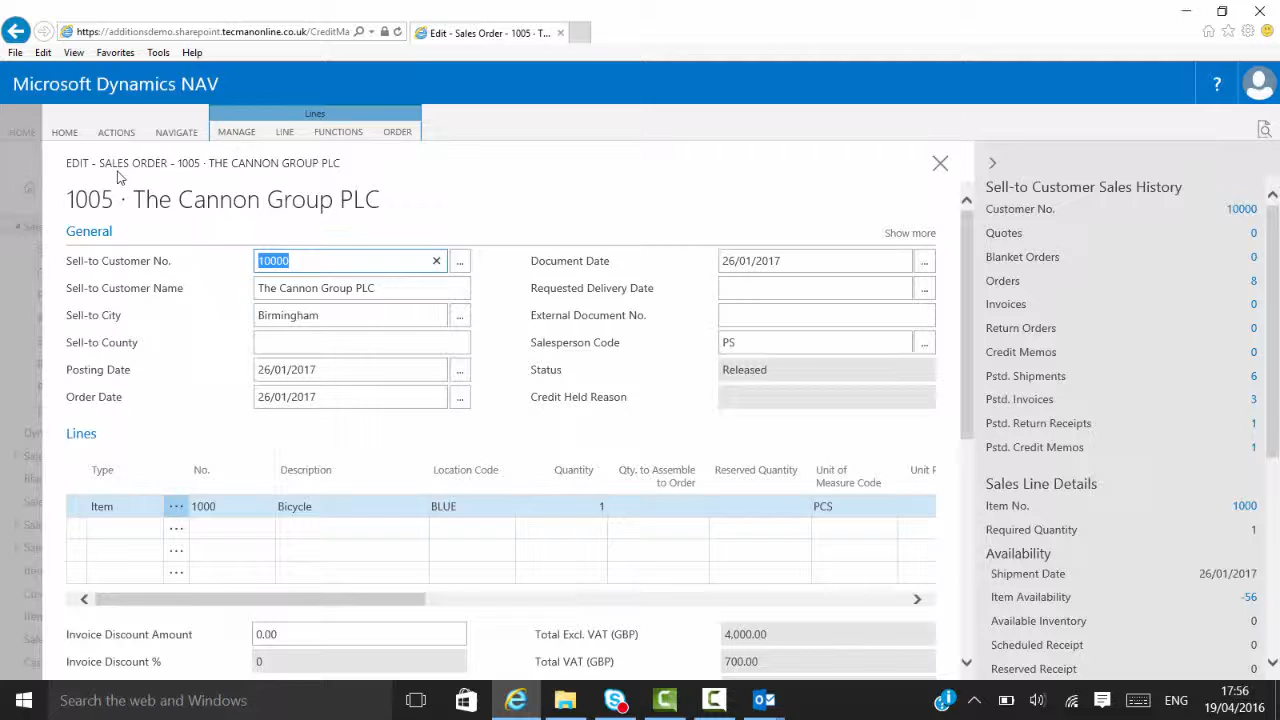 https://additionsdemo.sharepoint.tecmanonline.co.uk/CreditMa
Edit - Sales Order - 1005 · T...
File Edit View Favorites Tools Help
Microsoft Dynamics NAV
?
Lines
HOME HOME ACTIONS NAVIGATE MANAGE LINE FUNCTIONS ORDER
EDIT - SALES ORDER - 1005 · THE CANNON GROUP PLC
1005 · The Cannon Group PLC
General
Show more
Sell-to Customer No. 10000 ...
Sell-to Customer Name The Cannon Group PLC
Sell-to City Birmingham ...
Sell-to County
Posting Date 26/01/2017 ...
Order Date 26/01/2017 ...
Document Date 26/01/2017 ...
Requested Delivery Date ...
External Document No.
Salesperson Code PS ...
Status Released
Credit Held Reason
Lines
Type No. Description Location Code Quantity Qty. to Assemble to Order Reserved Quantity Unit of Measure Code Unit P
Item ... 1000 Bicycle BLUE 1 PCS
...
...
...
Invoice Discount Amount 0.00
Invoice Discount % 0
Total Excl. VAT (GBP) 4,000.00
Total VAT (GBP) 700.00
Sell-to Customer Sales History
Customer No. 10000
Quotes 0
Blanket Orders 0
Orders 8
Invoices 0
Return Orders 0
Credit Memos 0
Pstd. Shipments 6
Pstd. Invoices 3
Pstd. Return Receipts 1
Pstd. Credit Memos 1
Sales Line Details
Item No. 1000
Required Quantity 1
Availability
Shipment Date 26/01/2017
Item Availability -56
Available Inventory 0
Scheduled Receipt 0
Reserved Receipt 0
Search the web and Windows
ENG
17:56
19/04/2016